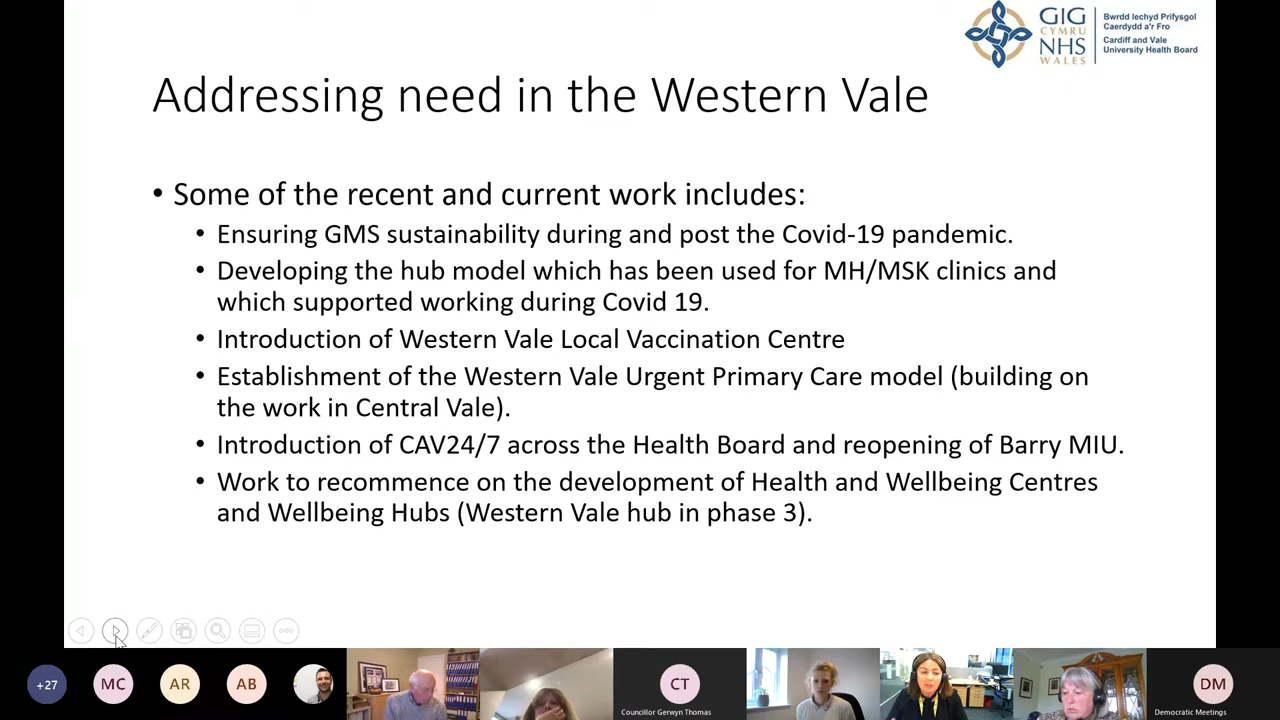 GIG
CYMRU
NHS
WALES
Bwrdd Iechyd Prifysgol
Caerdydd a'r Fro
Cardiff and Vale
University Health Board
Addressing need in the Western Vale
• Some of the recent and current work includes:
• Ensuring GMS sustainability during and post the Covid-19 pandemic.
• Developing the hub model which has been used for MH/MSK clinics and
which supported working during Covid 19.
• Introduction of Western Vale Local Vaccination Centre
• Establishment of the Western Vale Urgent Primary Care model (building on
the work in Central Vale).
• Introduction of CAV24/7 across the Health Board and reopening of Barry MIU.
• Work to recommence on the development of Health and Wellbeing Centres
and Wellbeing Hubs (Western Vale hub in phase 3).
+27
MC
AR
AB
CT
Councillor Gerwyn Thomas
DM
Democratic Meetings